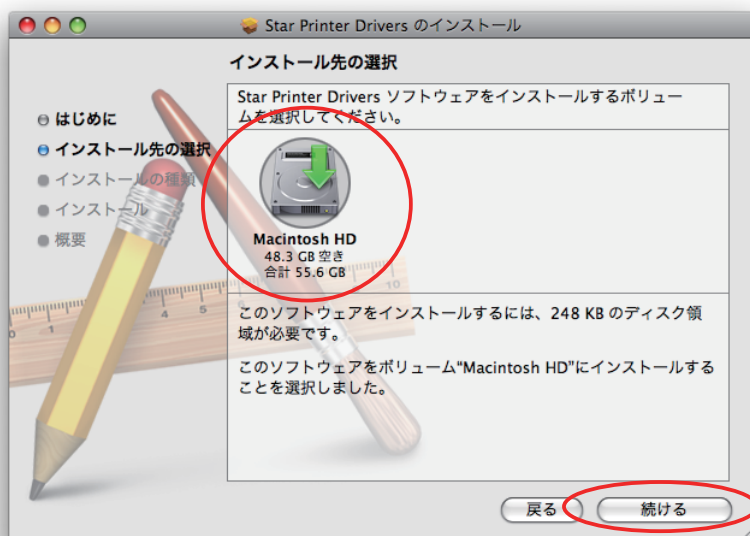 Star Printer Drivers のインストール
インストール先の選択
はじめに
インストール先の選択
インストールの種類
インストール
概要
Star Printer Drivers ソフトウェアをインストールするボリュー
ムを選択してください。
Macintosh HD
48.3 GB 空き
合計 55.6 GB
このソフトウェアをインストールするには、248 KB のディスク領
域が必要です。
このソフトウェアをボリューム“Macintosh HD”にインストールする
ことを選択しました。
戻る
続ける
0
1
4
5
10